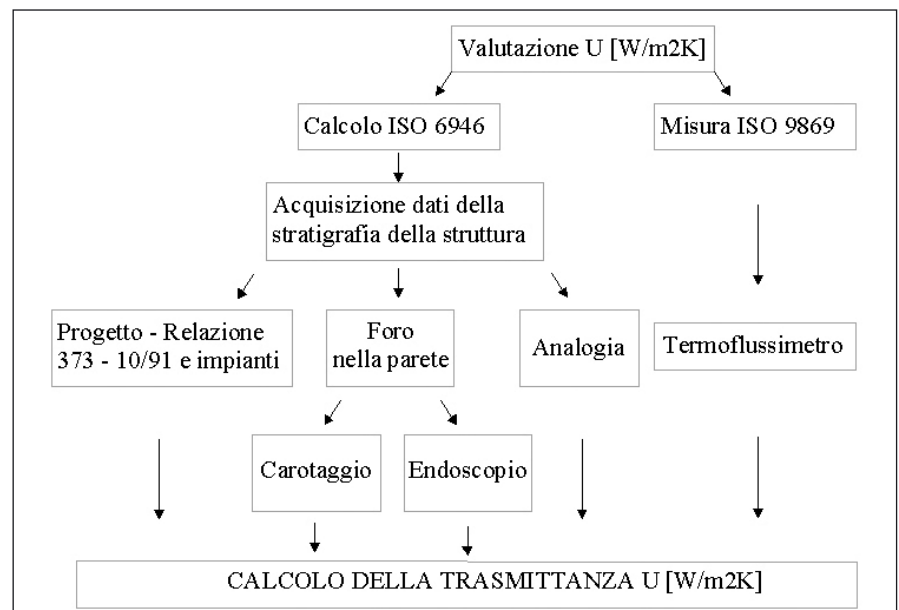 Valutazione U [W/m2K]
Calcolo ISO 6946
Misura ISO 9869
Acquisizione dati della
stratigrafia della struttura
Progetto - Relazione
373 - 10/91 e impianti
Foro
nella parete
Analogia
Termoflussimetro
Carotaggio
Endoscopio
CALCOLO DELLA TRASMITTANZA U [W/m2K]